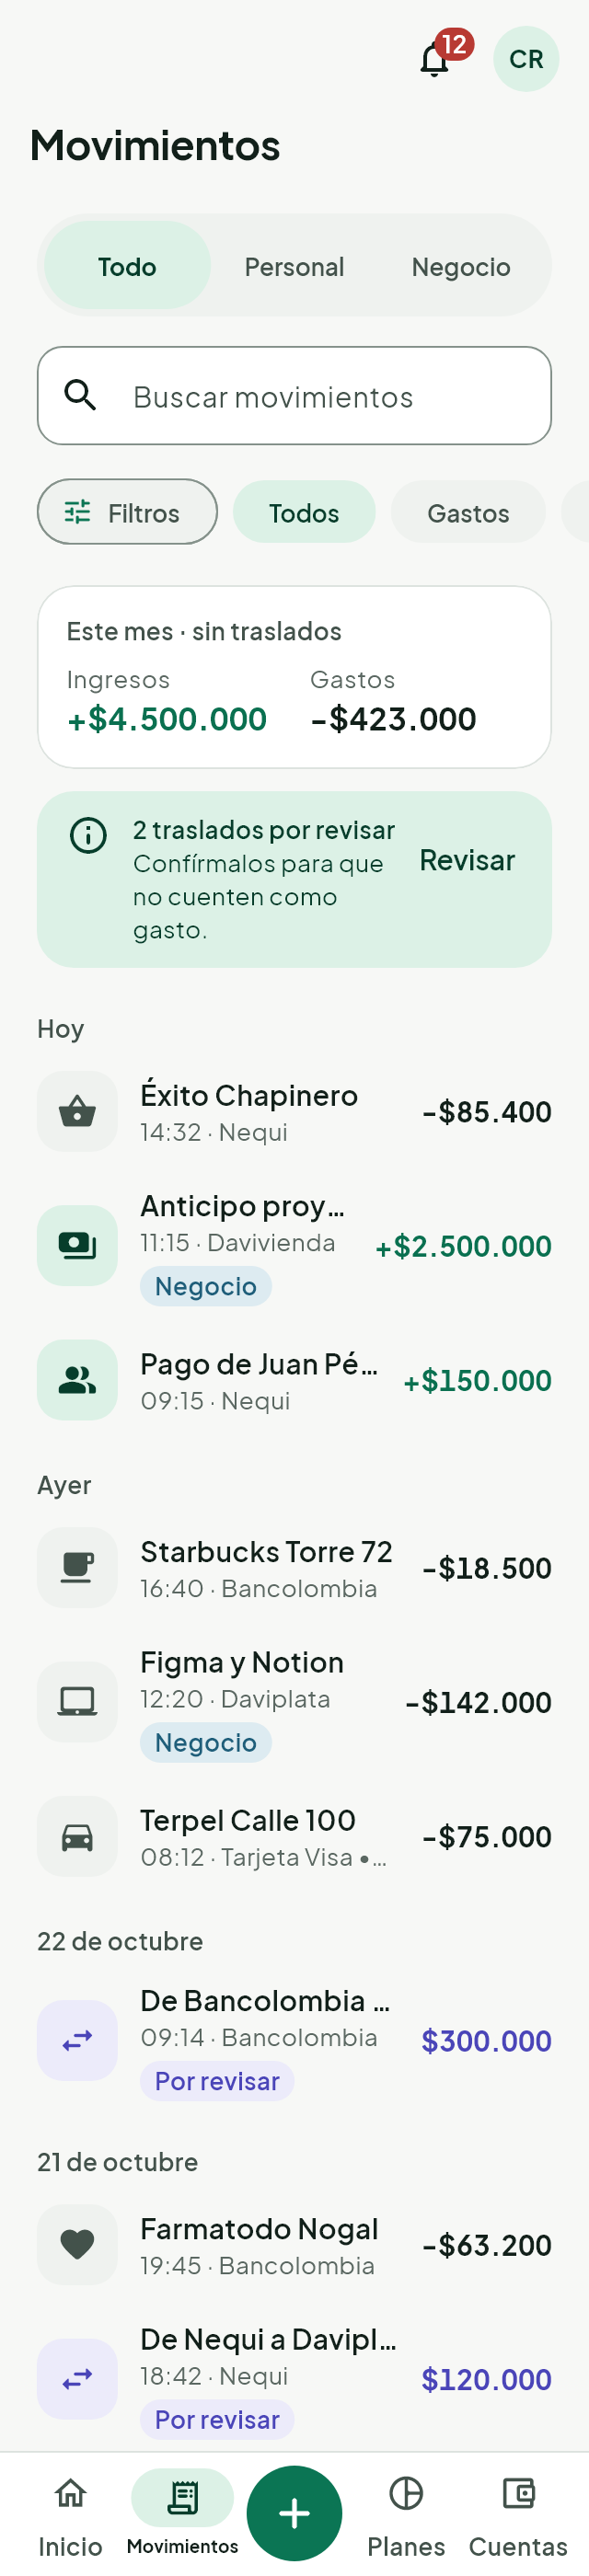 12
CR
Movimientos
Todo Personal Negocio
Buscar movimientos
Filtros Todos Gastos
Este mes · sin traslados
Ingresos Gastos
+$4.500.000 -$423.000
2 traslados por revisar
Confírmalos para que
no cuenten como
gasto.
Revisar
Hoy
Éxito Chapinero
14:32 · Nequi
-$85.400
Anticipo proy...
11:15 · Davivienda
Negocio
+$2.500.000
Pago de Juan Pé...
09:15 · Nequi
+$150.000
Ayer
Starbucks Torre 72
16:40 · Bancolombia
-$18.500
Figma y Notion
12:20 · Daviplata
Negocio
-$142.000
Terpel Calle 100
08:12 · Tarjeta Visa •...
-$75.000
22 de octubre
De Bancolombia ...
09:14 · Bancolombia
Por revisar
$300.000
21 de octubre
Farmatodo Nogal
19:45 · Bancolombia
-$63.200
De Nequi a Davipl...
18:42 · Nequi
Por revisar
$120.000
Inicio Movimientos Planes Cuentas